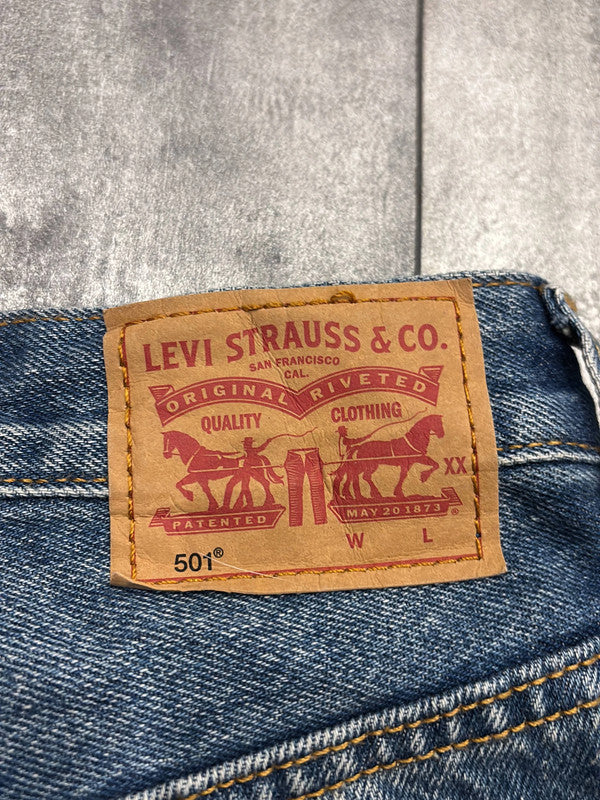 LEVI STRAUSS & CO.
SAN FRANCISCO
CAL.
ORIGINAL RIVETED
QUALITY CLOTHING
XX
PATENTED MAY 20 1873 ®
W L
501®